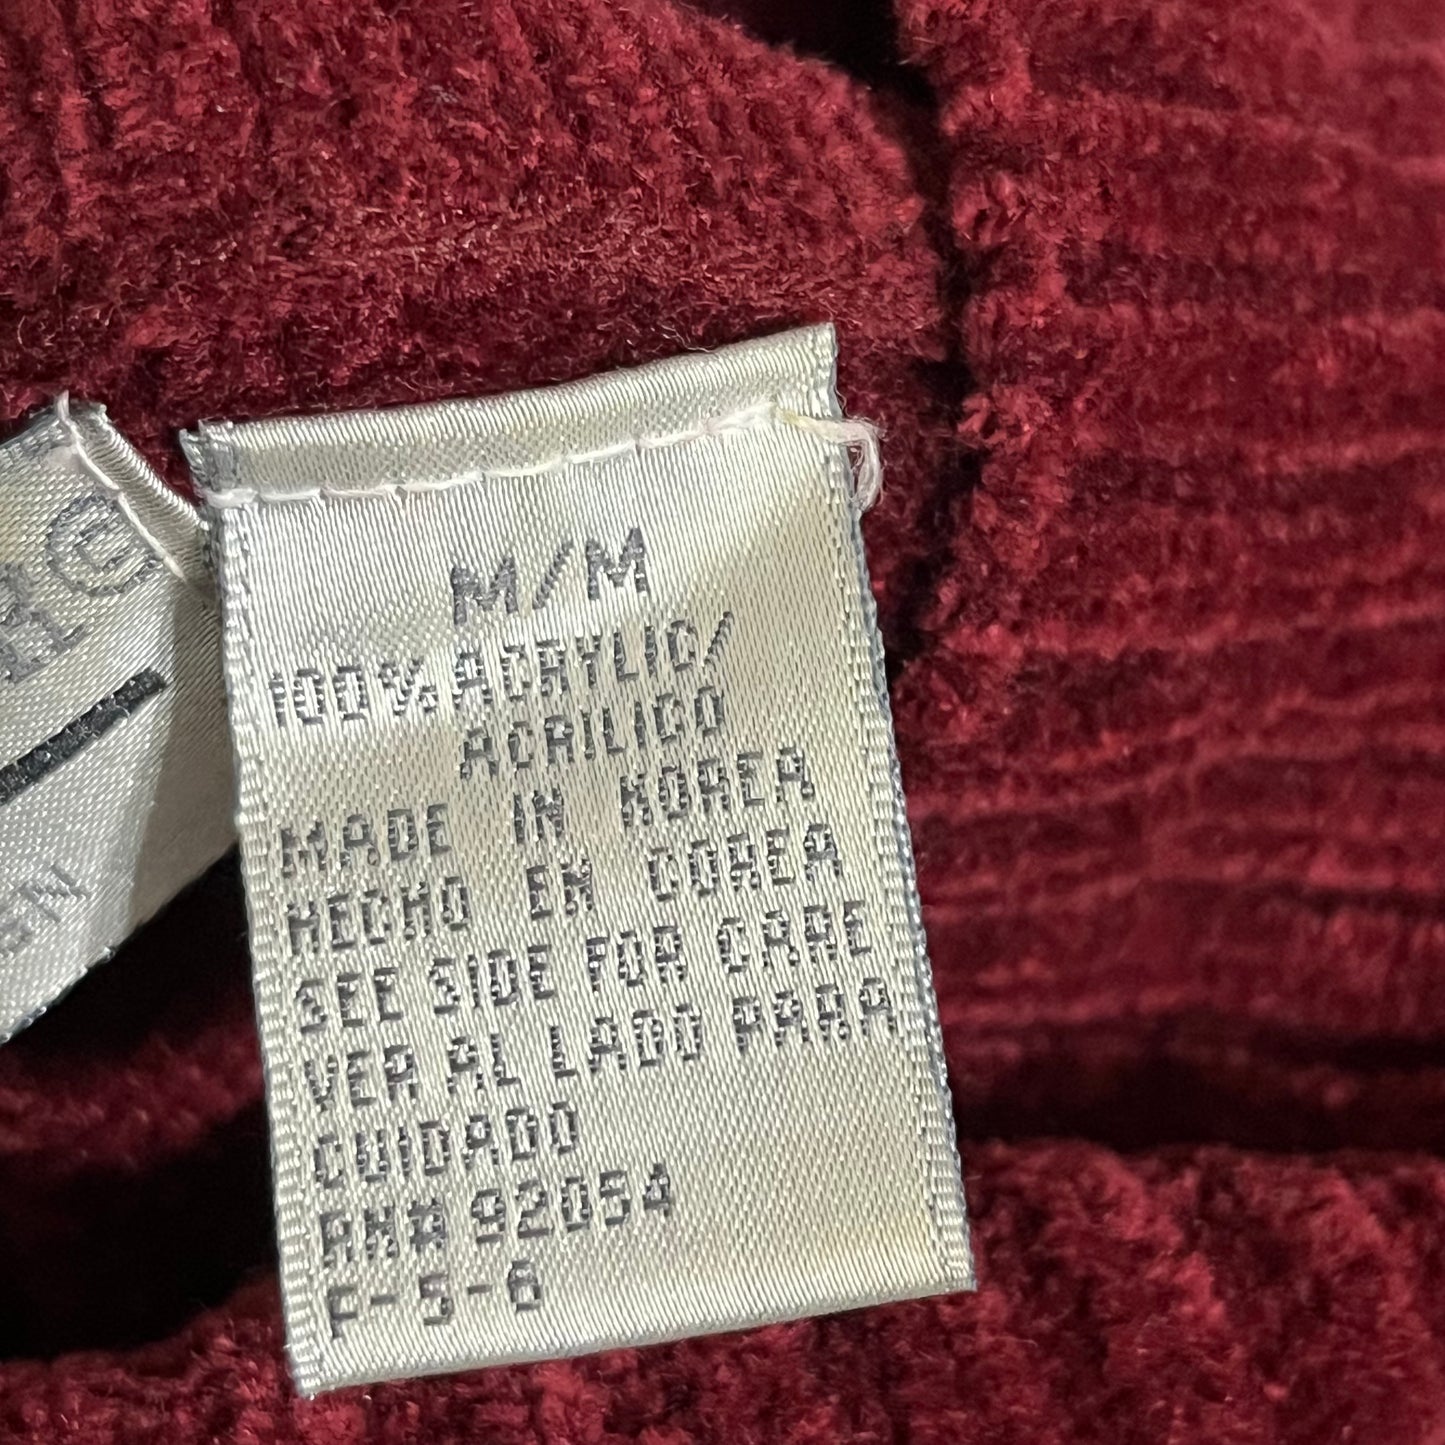 M/M
100% ACRYLIC/
ACRILICO
MADE IN KOREA
HECHO EN COREA
SEE SIDE FOR CARE
VER AL LADO PARA
CUIDADO
RN# 92054
F-5-6